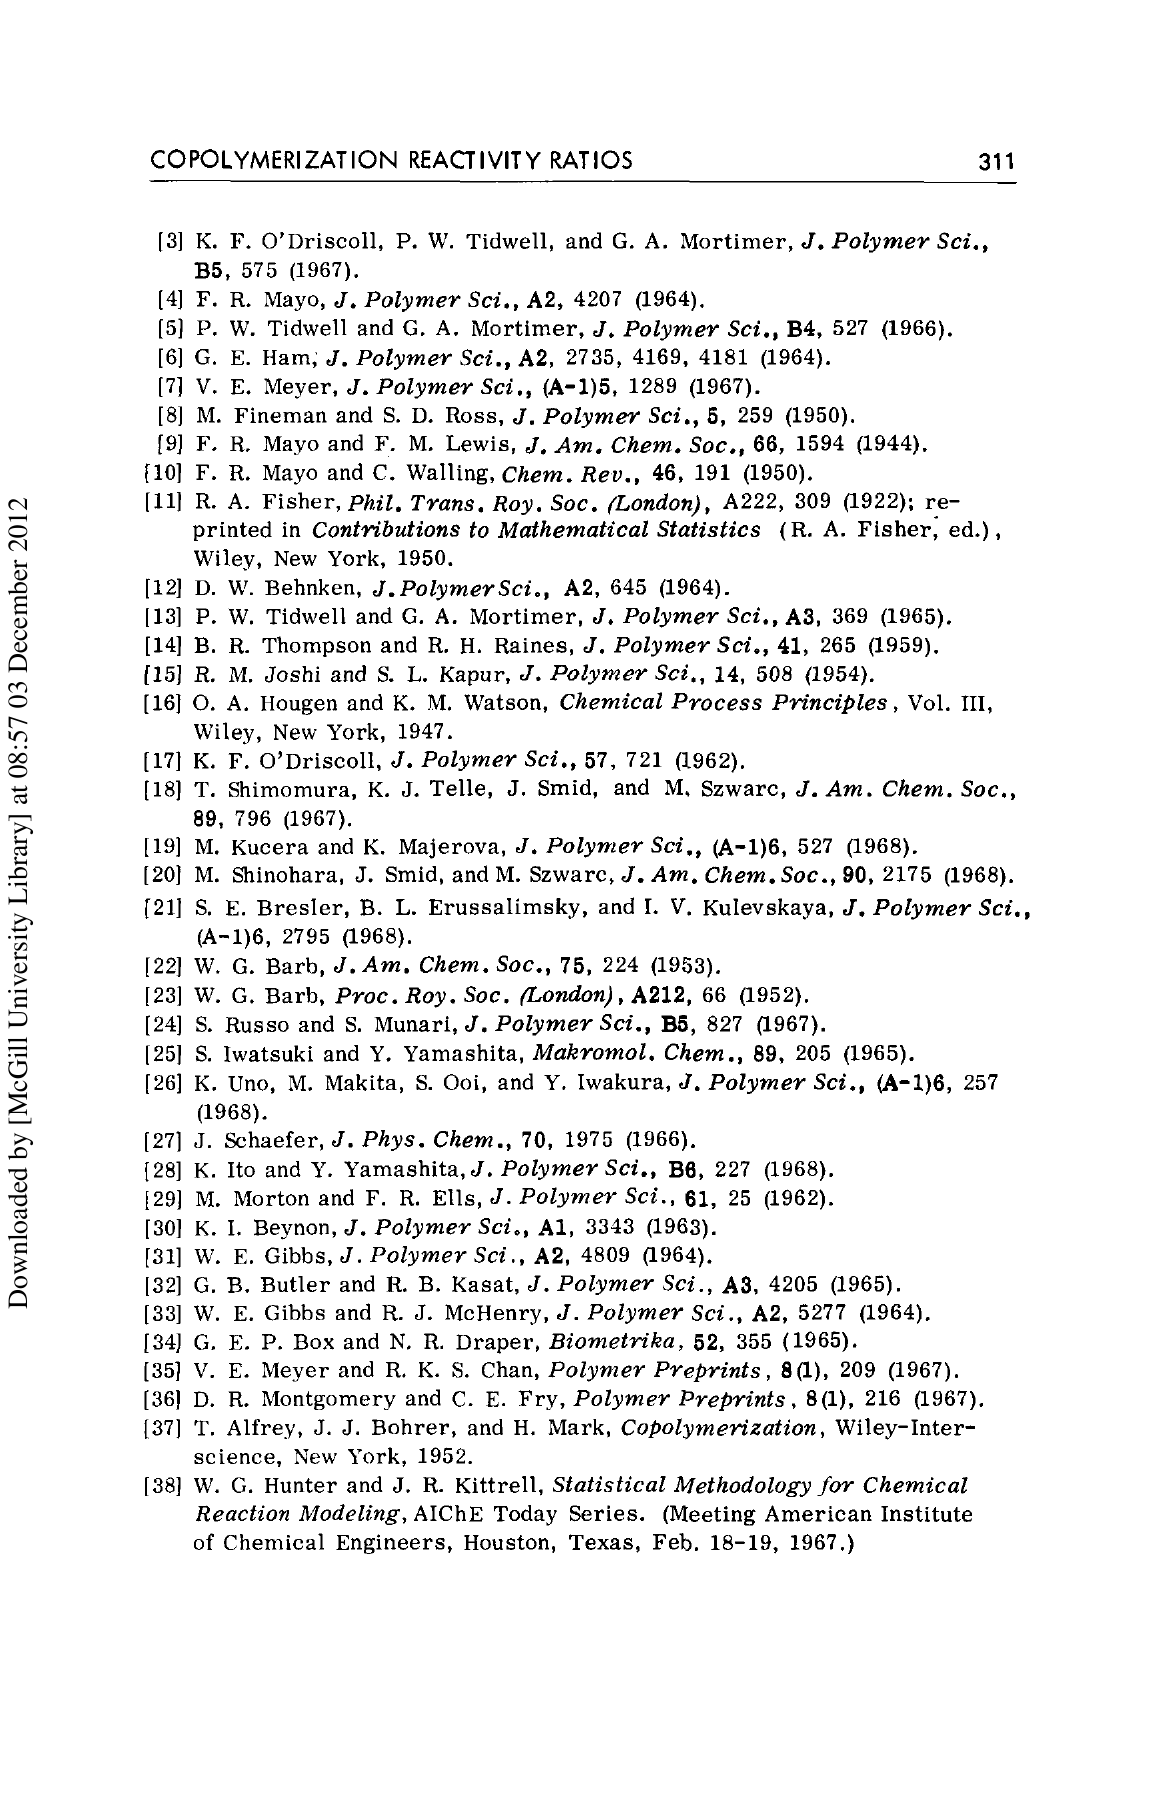 COPOLYMERIZATION REACTIVITY RATIOS 311
[3] K. F. O'Driscoll, P. W. Tidwell, and G. A. Mortimer, J. Polymer Sci.,
B5, 575 (1967).
[4] F. R. Mayo, J. Polymer Sci., A2, 4207 (1964).
[5] P. W. Tidwell and G. A. Mortimer, J. Polymer Sci., B4, 527 (1966).
[6] G. E. Ham, J. Polymer Sci., A2, 2735, 4169, 4181 (1964).
[7] V. E. Meyer, J. Polymer Sci., (A-1)5, 1289 (1967).
[8] M. Fineman and S. D. Ross, J. Polymer Sci., 5, 259 (1950).
[9] F. R. Mayo and F. M. Lewis, J. Am. Chem. Soc., 66, 1594 (1944).
[10] F. R. Mayo and C. Walling, Chem. Rev., 46, 191 (1950).
[11] R. A. Fisher, Phil. Trans. Roy. Soc. (London), A222, 309 (1922); re-
printed in Contributions to Mathematical Statistics (R. A. Fisher, ed.),
Wiley, New York, 1950.
[12] D. W. Behnken, J. Polymer Sci., A2, 645 (1964).
[13] P. W. Tidwell and G. A. Mortimer, J. Polymer Sci., A3, 369 (1965).
[14] B. R. Thompson and R. H. Raines, J. Polymer Sci., 41, 265 (1959).
[15] R. M. Joshi and S. L. Kapur, J. Polymer Sci., 14, 508 (1954).
[16] O. A. Hougen and K. M. Watson, Chemical Process Principles, Vol. III,
Wiley, New York, 1947.
[17] K. F. O'Driscoll, J. Polymer Sci., 57, 721 (1962).
[18] T. Shimomura, K. J. Telle, J. Smid, and M. Szwarc, J. Am. Chem. Soc.,
89, 796 (1967).
[19] M. Kucera and K. Majerova, J. Polymer Sci., (A-1)6, 527 (1968).
[20] M. Shinohara, J. Smid, and M. Szwarc, J. Am. Chem. Soc., 90, 2175 (1968).
[21] S. E. Bresler, B. L. Erussalimsky, and I. V. Kulevskaya, J. Polymer Sci.,
(A-1)6, 2795 (1968).
[22] W. G. Barb, J. Am. Chem. Soc., 75, 224 (1953).
[23] W. G. Barb, Proc. Roy. Soc. (London), A212, 66 (1952).
[24] S. Russo and S. Munari, J. Polymer Sci., B5, 827 (1967).
[25] S. Iwatsuki and Y. Yamashita, Makromol. Chem., 89, 205 (1965).
[26] K. Uno, M. Makita, S. Ooi, and Y. Iwakura, J. Polymer Sci., (A-1)6, 257
(1968).
[27] J. Schaefer, J. Phys. Chem., 70, 1975 (1966).
[28] K. Ito and Y. Yamashita, J. Polymer Sci., B6, 227 (1968).
[29] M. Morton and F. R. Ells, J. Polymer Sci., 61, 25 (1962).
[30] K. I. Beynon, J. Polymer Sci., A1, 3343 (1963).
[31] W. E. Gibbs, J. Polymer Sci., A2, 4809 (1964).
[32] G. B. Butler and R. B. Kasat, J. Polymer Sci., A3, 4205 (1965).
[33] W. E. Gibbs and R. J. McHenry, J. Polymer Sci., A2, 5277 (1964).
[34] G. E. P. Box and N. R. Draper, Biometrika, 52, 355 (1965).
[35] V. E. Meyer and R. K. S. Chan, Polymer Preprints, 8(1), 209 (1967).
[36] D. R. Montgomery and C. E. Fry, Polymer Preprints, 8(1), 216 (1967).
[37] T. Alfrey, J. J. Bohrer, and H. Mark, Copolymerization, Wiley-Inter-
science, New York, 1952.
[38] W. G. Hunter and J. R. Kittrell, Statistical Methodology for Chemical
Reaction Modeling, AIChE Today Series. (Meeting American Institute
of Chemical Engineers, Houston, Texas, Feb. 18-19, 1967.)
Downloaded by [McGill University Library] at 08:57 03 December 2012